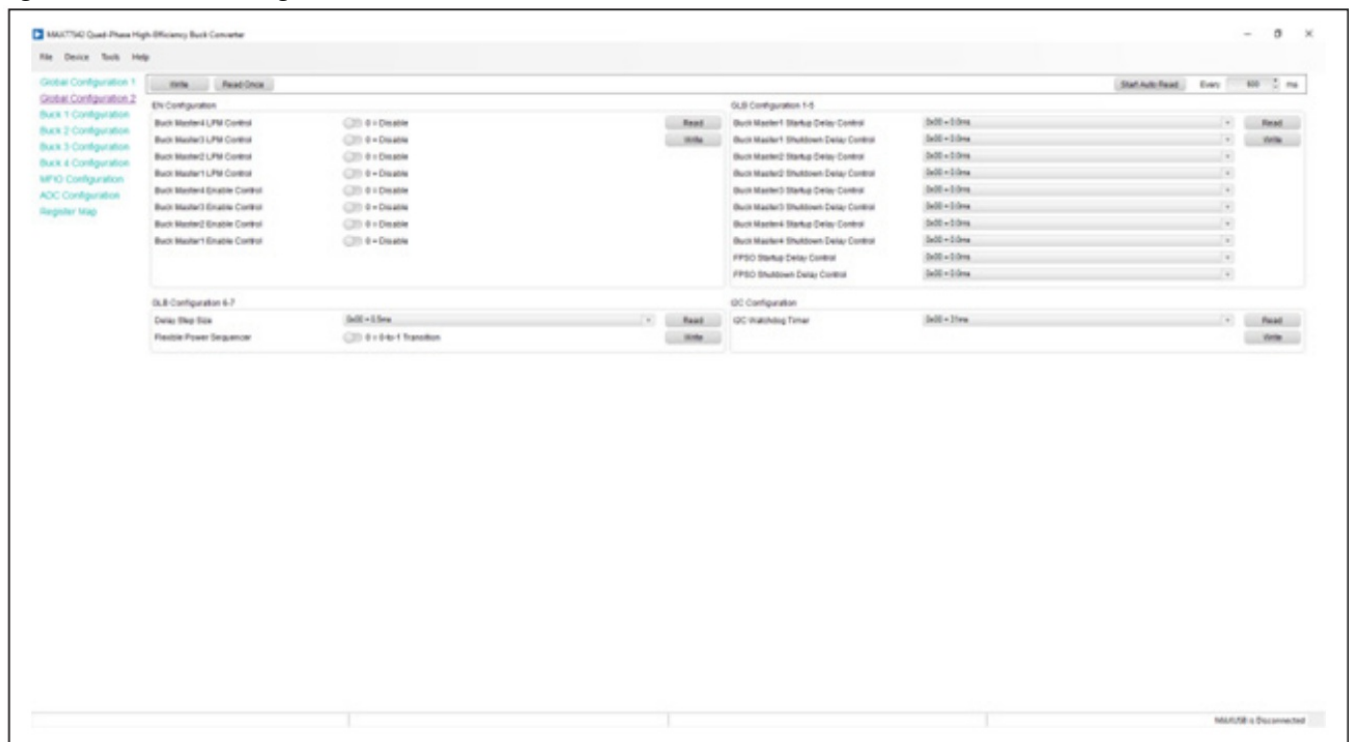 MAX77542 Quad-Phase High-Efficiency Buck Converter
File Device Tools Help
Global Configuration 1
Global Configuration 2
Buck 1 Configuration
Buck 2 Configuration
Buck 3 Configuration
Buck 4 Configuration
MFIO Configuration
ADC Configuration
Register Map
Write Read Once Start Auto Read Every 500 ms
EN Configuration
Buck Master4 LPM Control 0 = Disable Read
Buck Master3 LPM Control 0 = Disable Write
Buck Master2 LPM Control 0 = Disable
Buck Master1 LPM Control 0 = Disable
Buck Master4 Enable Control 0 = Disable
Buck Master3 Enable Control 0 = Disable
Buck Master2 Enable Control 0 = Disable
Buck Master1 Enable Control 0 = Disable
GLB Configuration 1-5
Buck Master1 Startup Delay Control 0x00 = 0.0ms Read
Buck Master1 Shutdown Delay Control 0x00 = 0.0ms Write
Buck Master2 Startup Delay Control 0x00 = 0.0ms
Buck Master2 Shutdown Delay Control 0x00 = 0.0ms
Buck Master3 Startup Delay Control 0x00 = 0.0ms
Buck Master3 Shutdown Delay Control 0x00 = 0.0ms
Buck Master4 Startup Delay Control 0x00 = 0.0ms
Buck Master4 Shutdown Delay Control 0x00 = 0.0ms
FPSO Startup Delay Control 0x00 = 0.0ms
FPSO Shutdown Delay Control 0x00 = 0.0ms
GLB Configuration 6-7
Delay Step Size 0x00 = 0.5ms Read
Flexible Power Sequencer 0 = 0-to-1 Transition Write
I2C Configuration
I2C Watchdog Timer 0x00 = 31ms Read
Write
MAXUSB is Disconnected